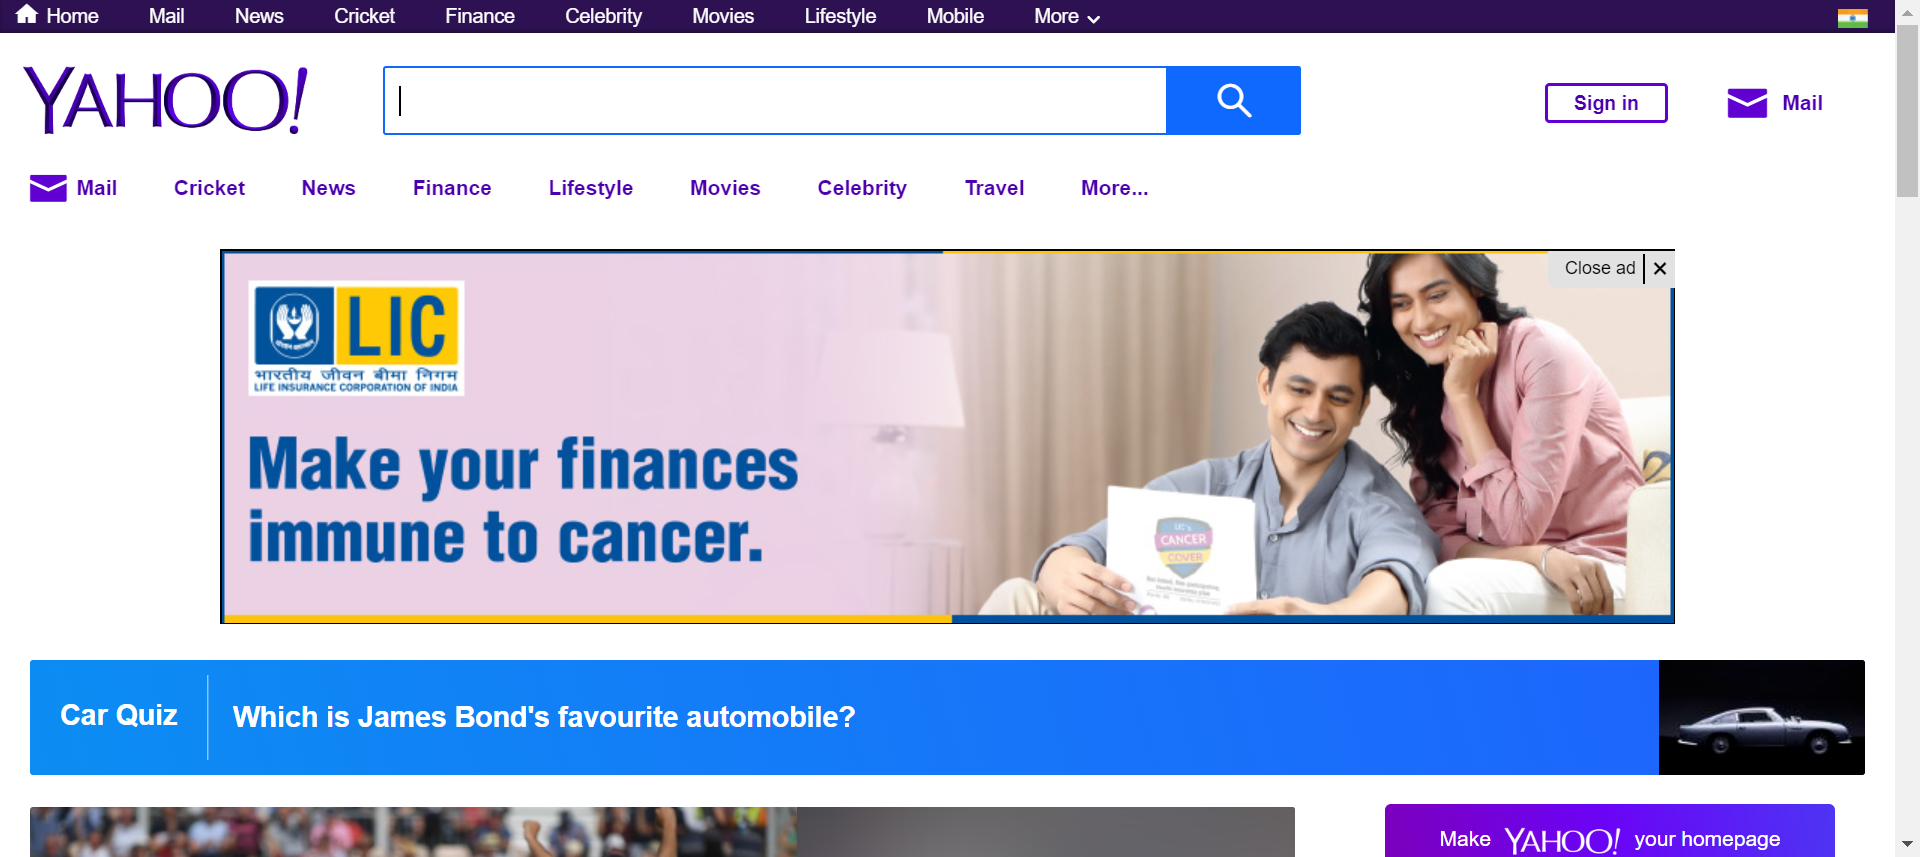 Home Mail News Cricket Finance Celebrity Movies Lifestyle Mobile More
YAHOO!
Sign in
Mail
Mail Cricket News Finance Lifestyle Movies Celebrity Travel More...
Close ad
LIC
भारतीय जीवन बीमा निगम
LIFE INSURANCE CORPORATION OF INDIA
Make your finances
immune to cancer.
LIC's
CANCER
COVER
Car Quiz
Which is James Bond's favourite automobile?
Make YAHOO! your homepage